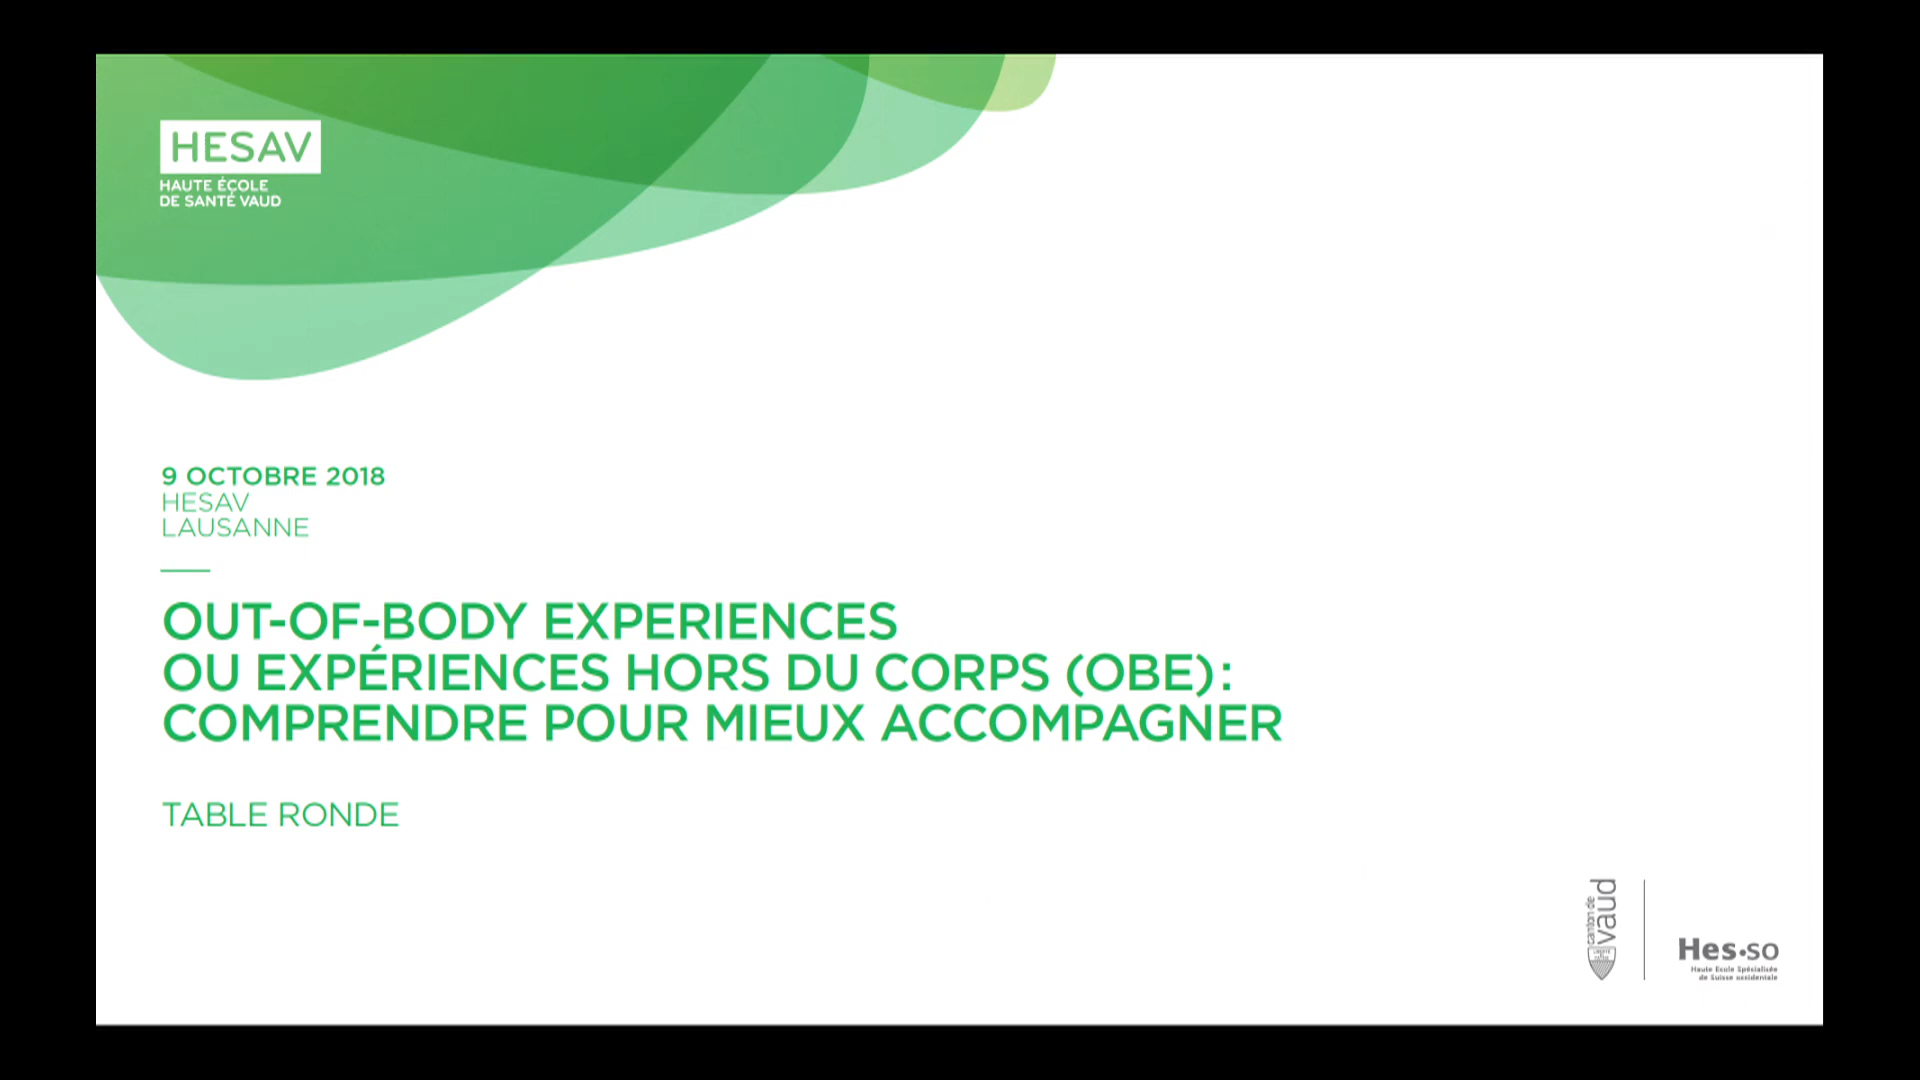 HESAV
HAUTE ÉCOLE
DE SANTÉ VAUD
9 OCTOBRE 2018
HESAV
LAUSANNE
OUT-OF-BODY EXPERIENCES
OU EXPÉRIENCES HORS DU CORPS (OBE) :
COMPRENDRE POUR MIEUX ACCOMPAGNER
TABLE RONDE
canton de
vaud
Hes·so
Haute Ecole Spécialisée
de Suisse occidentale